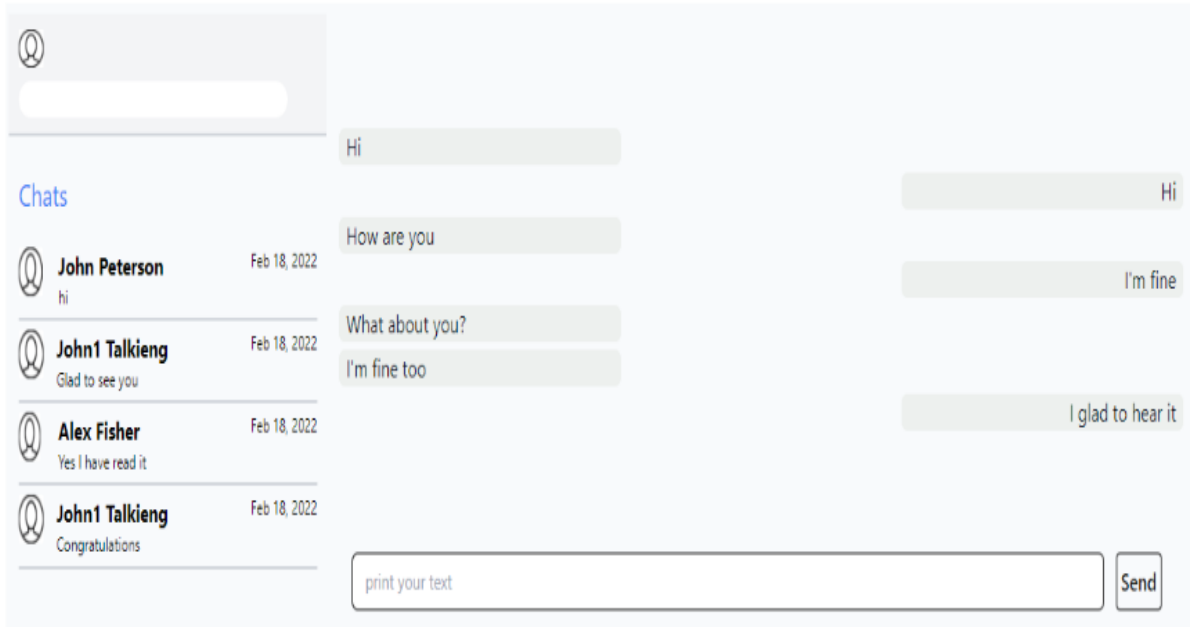 Chats
John Peterson
Feb 18, 2022
hi
John1 Talkieng
Feb 18, 2022
Glad to see you
Alex Fisher
Feb 18, 2022
Yes I have read it
John1 Talkieng
Feb 18, 2022
Congratulations
Hi
Hi
How are you
I'm fine
What about you?
I'm fine too
I glad to hear it
print your text
Send